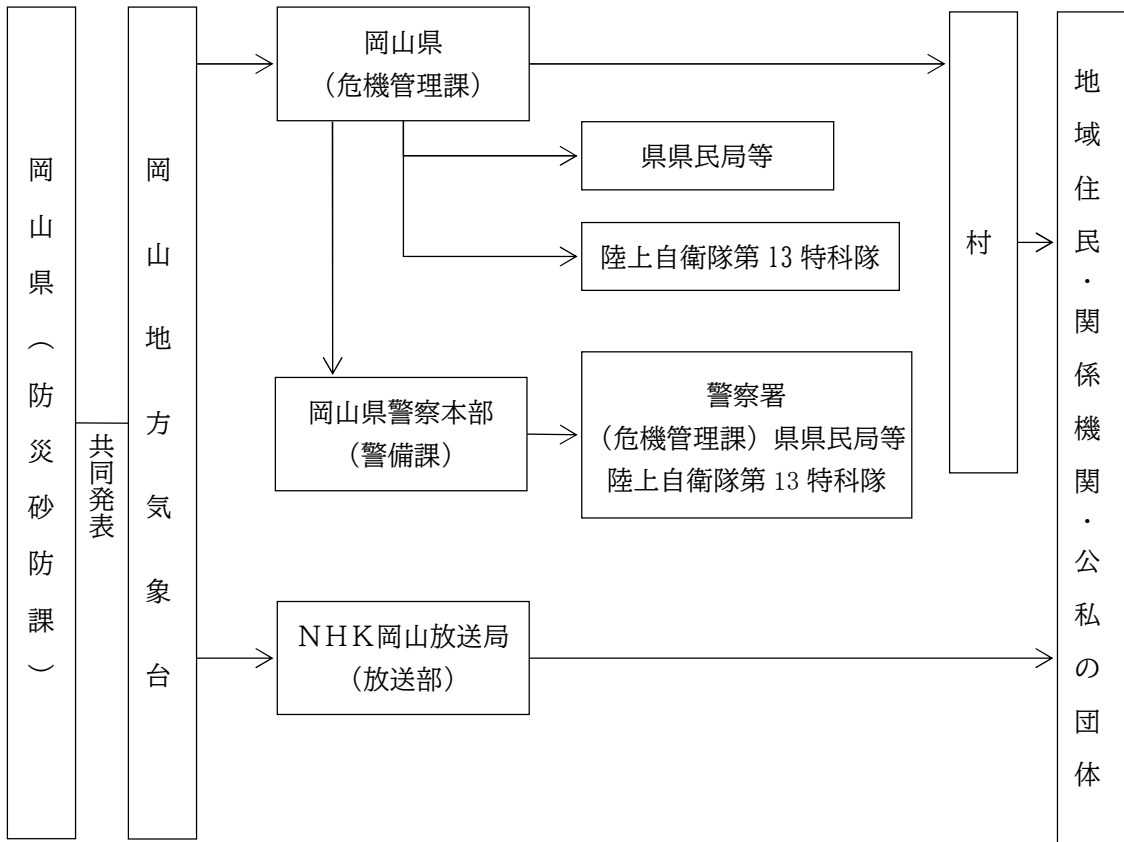 岡山県（防災砂防課）
共同発表
岡山地方気象台
岡山県
（危機管理課）
県県民局等
陸上自衛隊第 13 特科隊
岡山県警察本部
（警備課）
警察署
（危機管理課）県県民局等
陸上自衛隊第 13 特科隊
ＮＨＫ岡山放送局
（放送部）
村
地域住民・関係機関・公私の団体